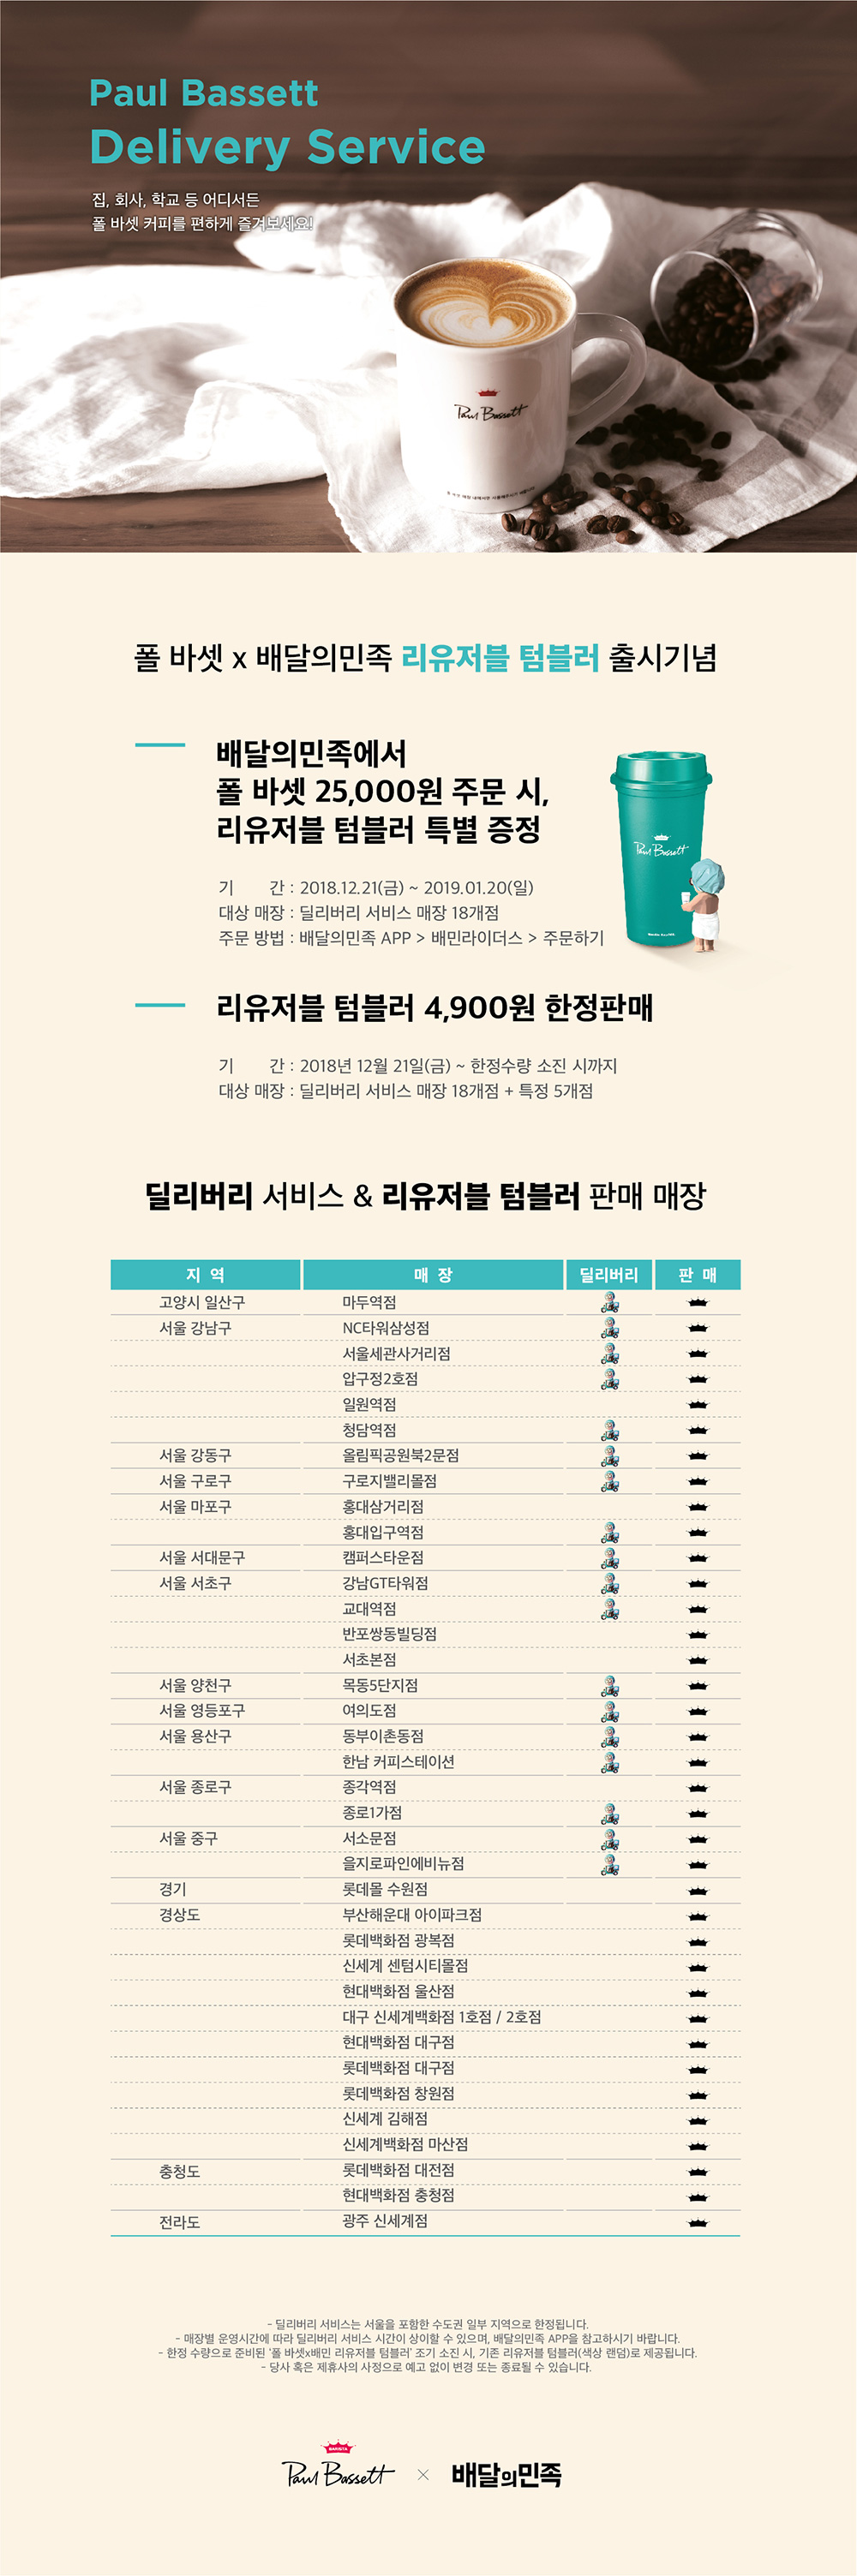 Paul Bassett
Delivery Service
집, 회사, 학교 등 어디서든
폴 바셋 커피를 편하게 즐겨보세요!
Paul Bassett
폴 바셋 x 배달의민족 리유저블 텀블러 출시기념
배달의민족에서
폴 바셋 25,000원 주문 시,
리유저블 텀블러 특별 증정
Paul Bassett
기 간 : 2018.12.21(금) ~ 2019.01.20(일)
대상 매장 : 딜리버리 서비스 매장 18개점
주문 방법 : 배달의민족 APP > 배민라이더스 > 주문하기
리유저블 텀블러 4,900원 한정판매
기 간 : 2018년 12월 21일(금) ~ 한정수량 소진 시까지
대상 매장 : 딜리버리 서비스 매장 18개점 + 특정 5개점
딜리버리 서비스 & 리유저블 텀블러 판매 매장
지 역 매 장 딜리버리 판 매
고양시 일산구 마두역점
서울 강남구 NC타워삼성점
서울세관사거리점
압구정2호점
일원역점
청담역점
서울 강동구 올림픽공원북2문점
서울 구로구 구로지밸리몰점
서울 마포구 홍대삼거리점
홍대입구역점
서울 서대문구 캠퍼스타운점
서울 서초구 강남GT타워점
교대역점
반포쌍동빌딩점
서초본점
서울 양천구 목동5단지점
서울 영등포구 여의도점
서울 용산구 동부이촌동점
한남 커피스테이션
서울 종로구 종각역점
종로1가점
서울 중구 서소문점
을지로파인에비뉴점
경기 롯데몰 수원점
경상도 부산해운대 아이파크점
롯데백화점 광복점
신세계 센텀시티몰점
현대백화점 울산점
대구 신세계백화점 1호점 / 2호점
현대백화점 대구점
롯데백화점 대구점
롯데백화점 창원점
신세계 김해점
신세계백화점 마산점
충청도 롯데백화점 대전점
현대백화점 충청점
전라도 광주 신세계점
- 딜리버리 서비스는 서울을 포함한 수도권 일부 지역으로 한정됩니다.
- 매장별 운영시간에 따라 딜리버리 서비스 시간이 상이할 수 있으며, 배달의민족 APP을 참고하시기 바랍니다.
- 한정 수량으로 준비된 '폴 바셋x배민 리유저블 텀블러' 조기 소진 시, 기존 리유저블 텀블러(색상 랜덤)로 제공됩니다.
- 당사 혹은 제휴사의 사정으로 예고 없이 변경 또는 종료될 수 있습니다.
BARISTA
Paul Bassett × 배달의민족